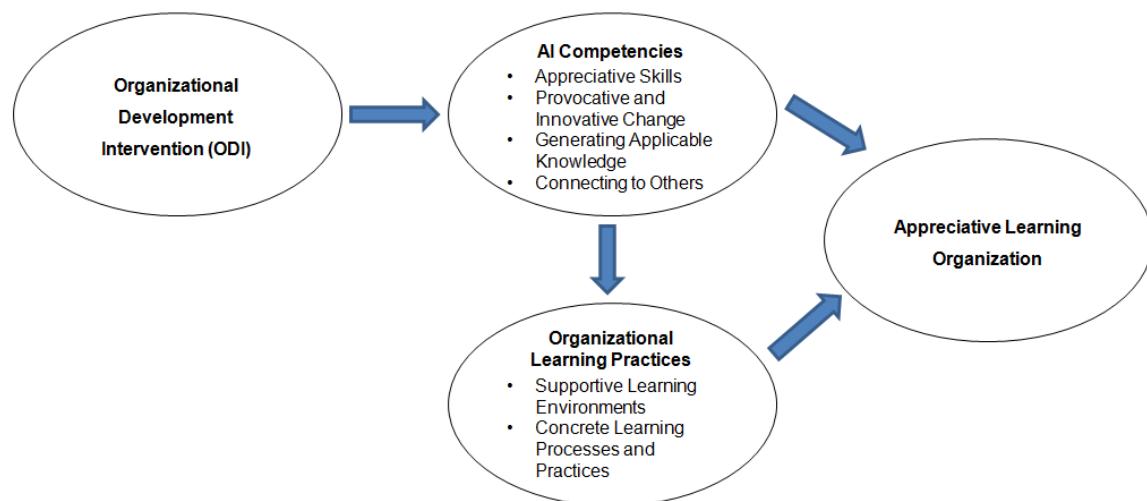 Organizational
Development
Intervention (ODI)
AI Competencies
• Appreciative Skills
• Provocative and
Innovative Change
• Generating Applicable
Knowledge
• Connecting to Others
Appreciative Learning
Organization
Organizational
Learning Practices
• Supportive Learning
Environments
• Concrete Learning
Processes and
Practices